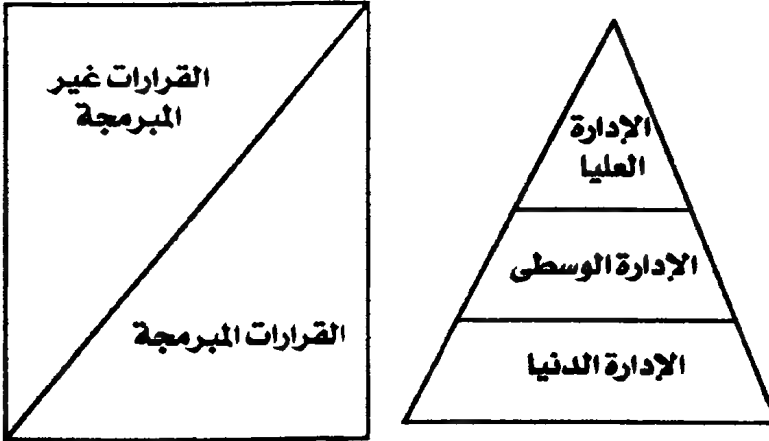 الإدارة
العليا
الإدارة الوسطى
الإدارة الدنيا
القرارات غير
المبرمجة
القرارات المبرمجة